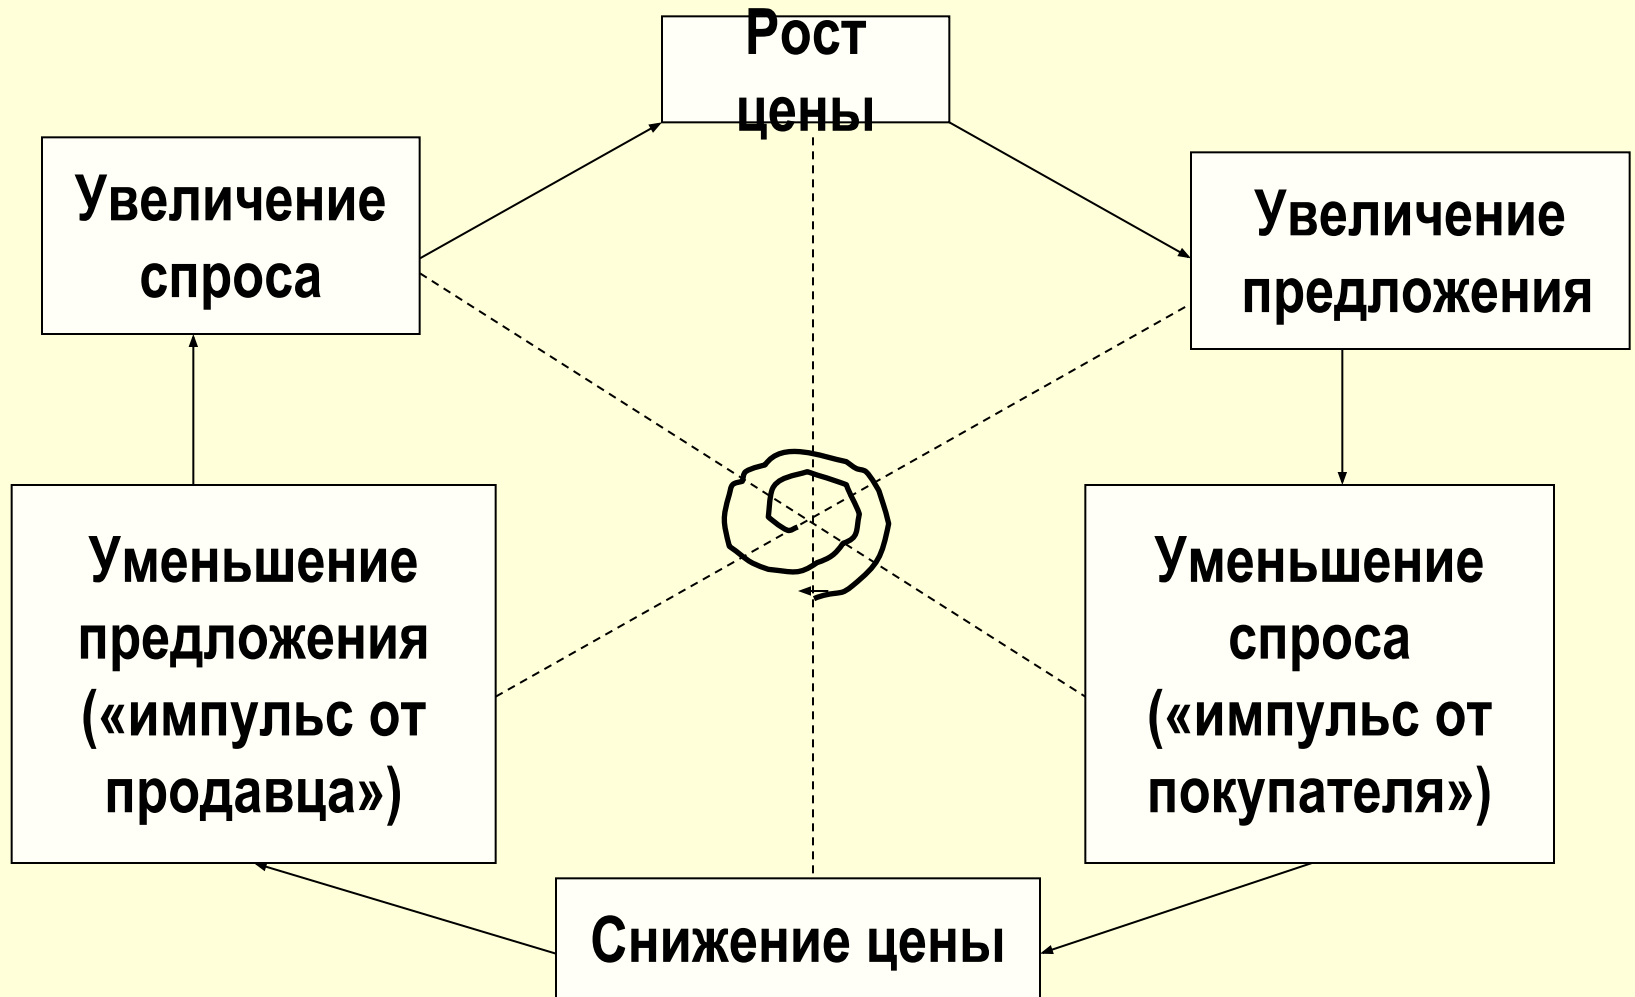 Рост
цены
Увеличение
спроса
Увеличение
предложения
Уменьшение
предложения
(«импульс от
продавца»)
Уменьшение
спроса
(«импульс от
покупателя»)
Снижение цены